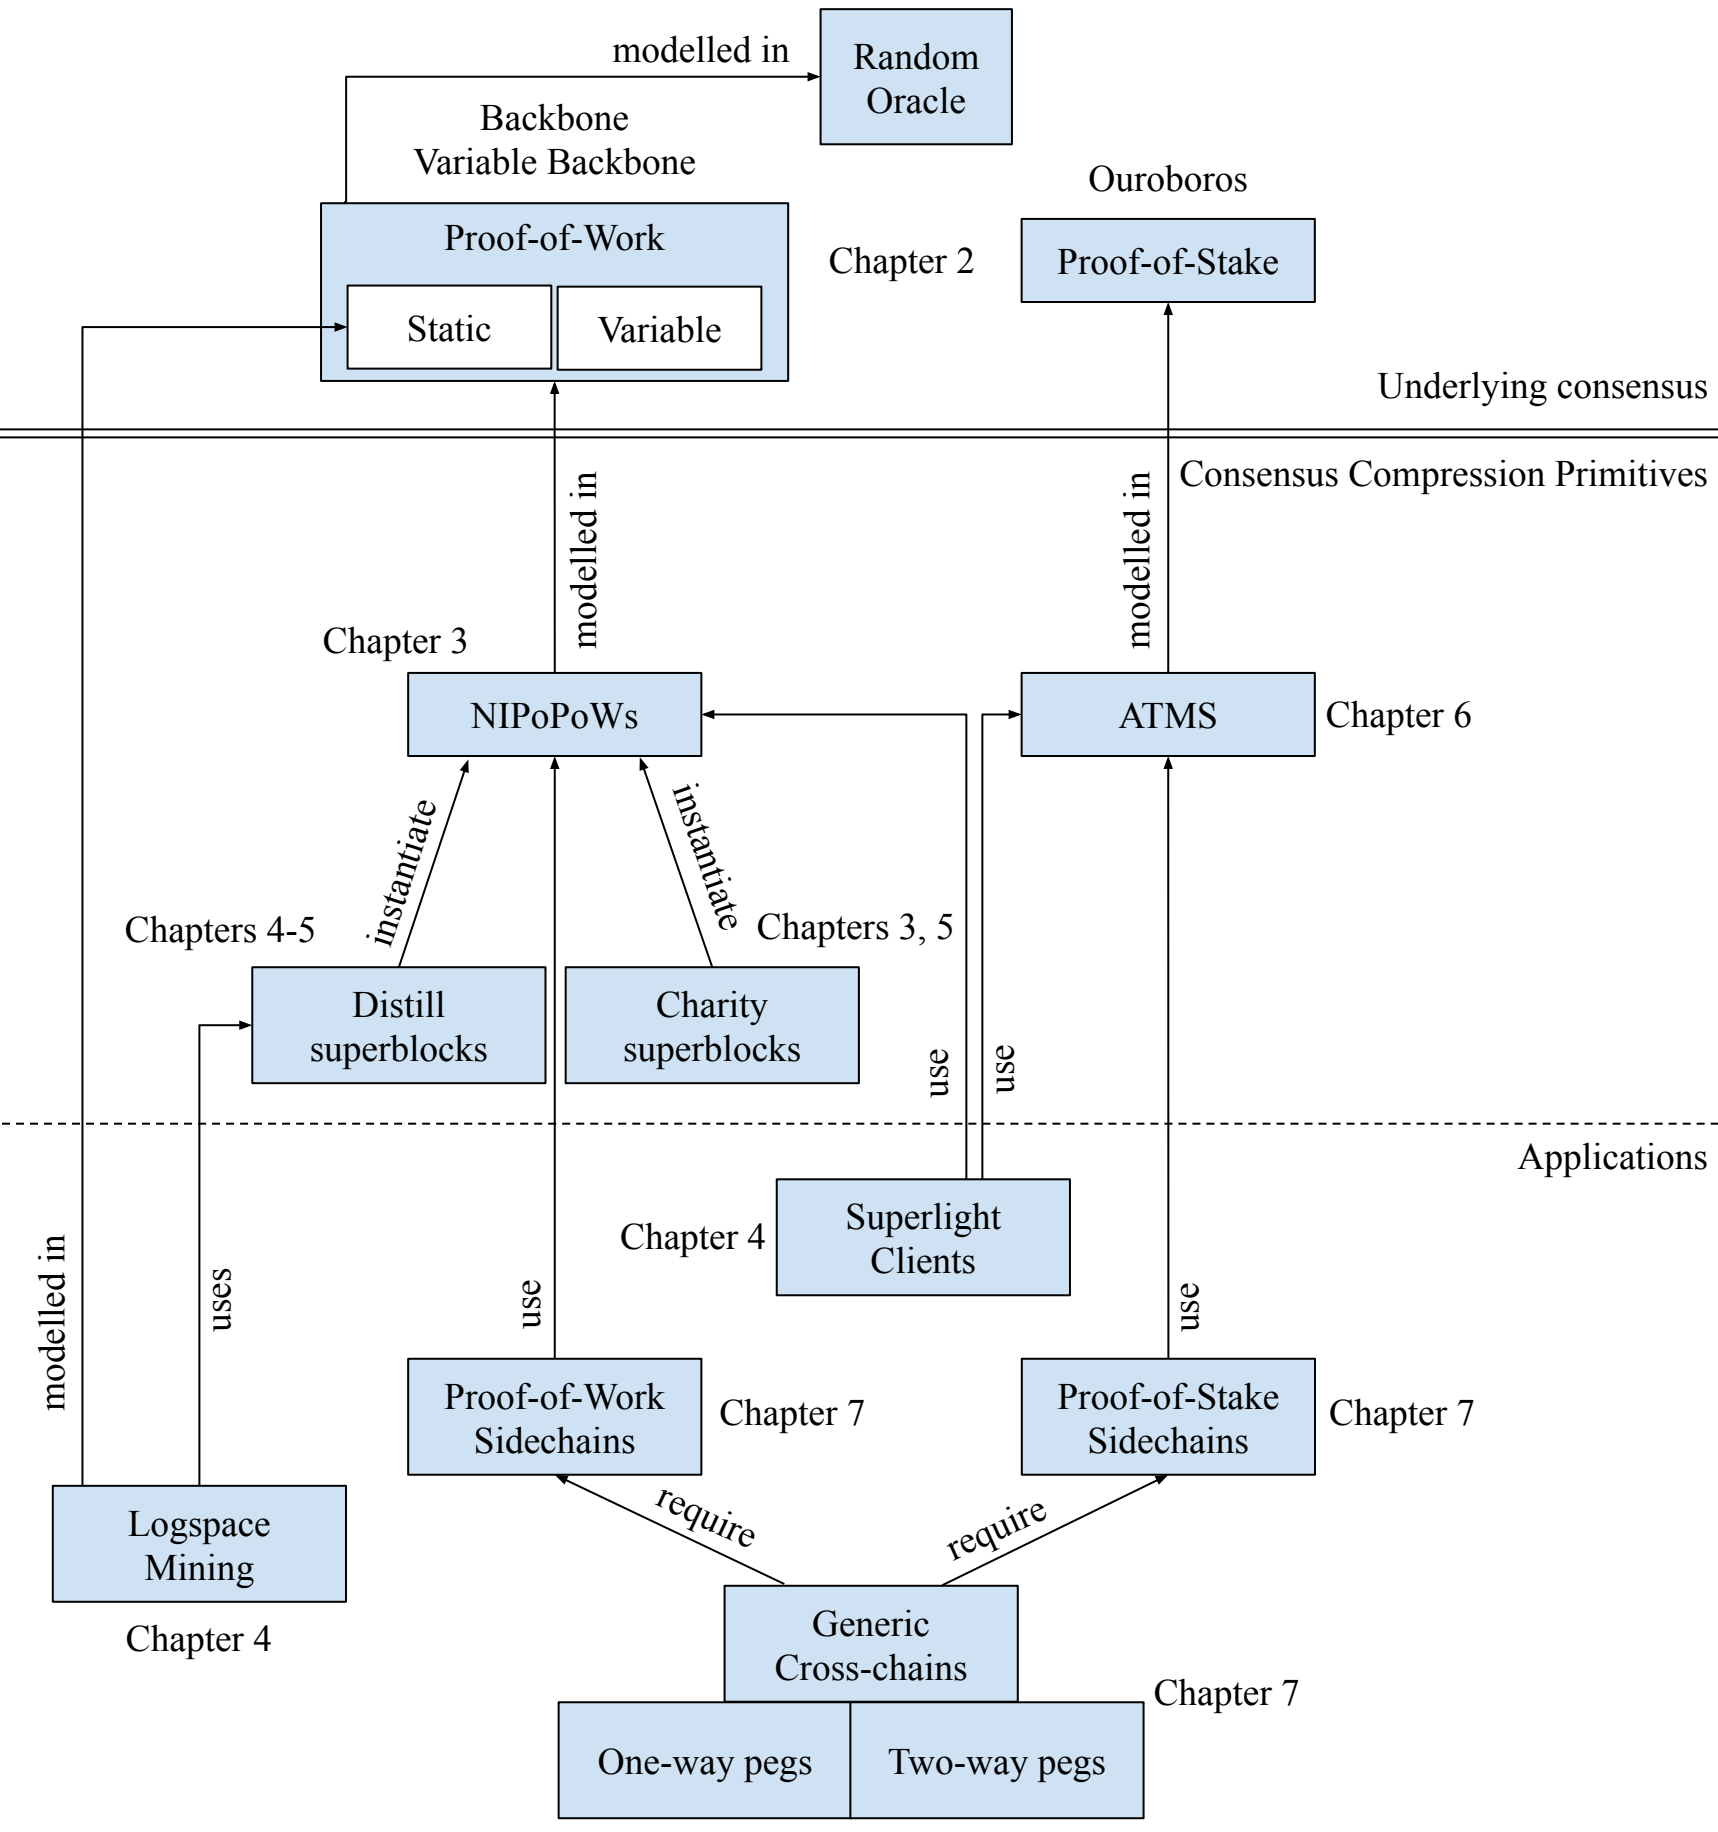 modelled in
Random
Oracle
Backbone
Variable Backbone
Ouroboros
Proof-of-Work
Chapter 2
Proof-of-Stake
Static
Variable
Underlying consensus
Consensus Compression Primitives
modelled in
modelled in
Chapter 3
NIPoPoWs
ATMS
Chapter 6
instantiate
instantiate
Chapters 4-5
Chapters 3, 5
Distill
superblocks
Charity
superblocks
use
use
Applications
Superlight
Clients
Chapter 4
modelled in
uses
use
use
Proof-of-Work
Sidechains
Chapter 7
Proof-of-Stake
Sidechains
Chapter 7
require
require
Logspace
Mining
Chapter 4
Generic
Cross-chains
Chapter 7
One-way pegs
Two-way pegs